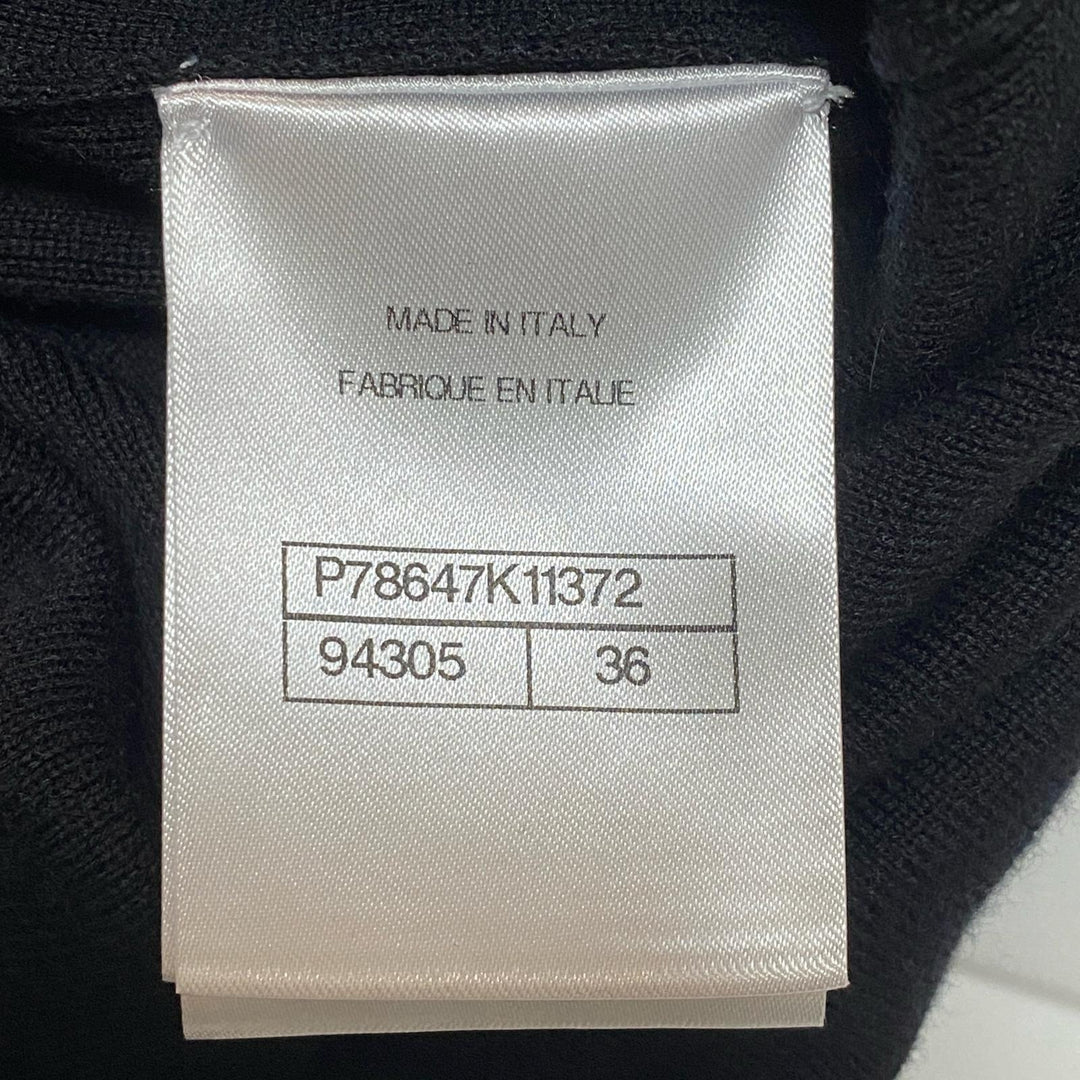 MADE IN ITALY
FABRIQUE EN ITALIE
P78647K11372
94305 36